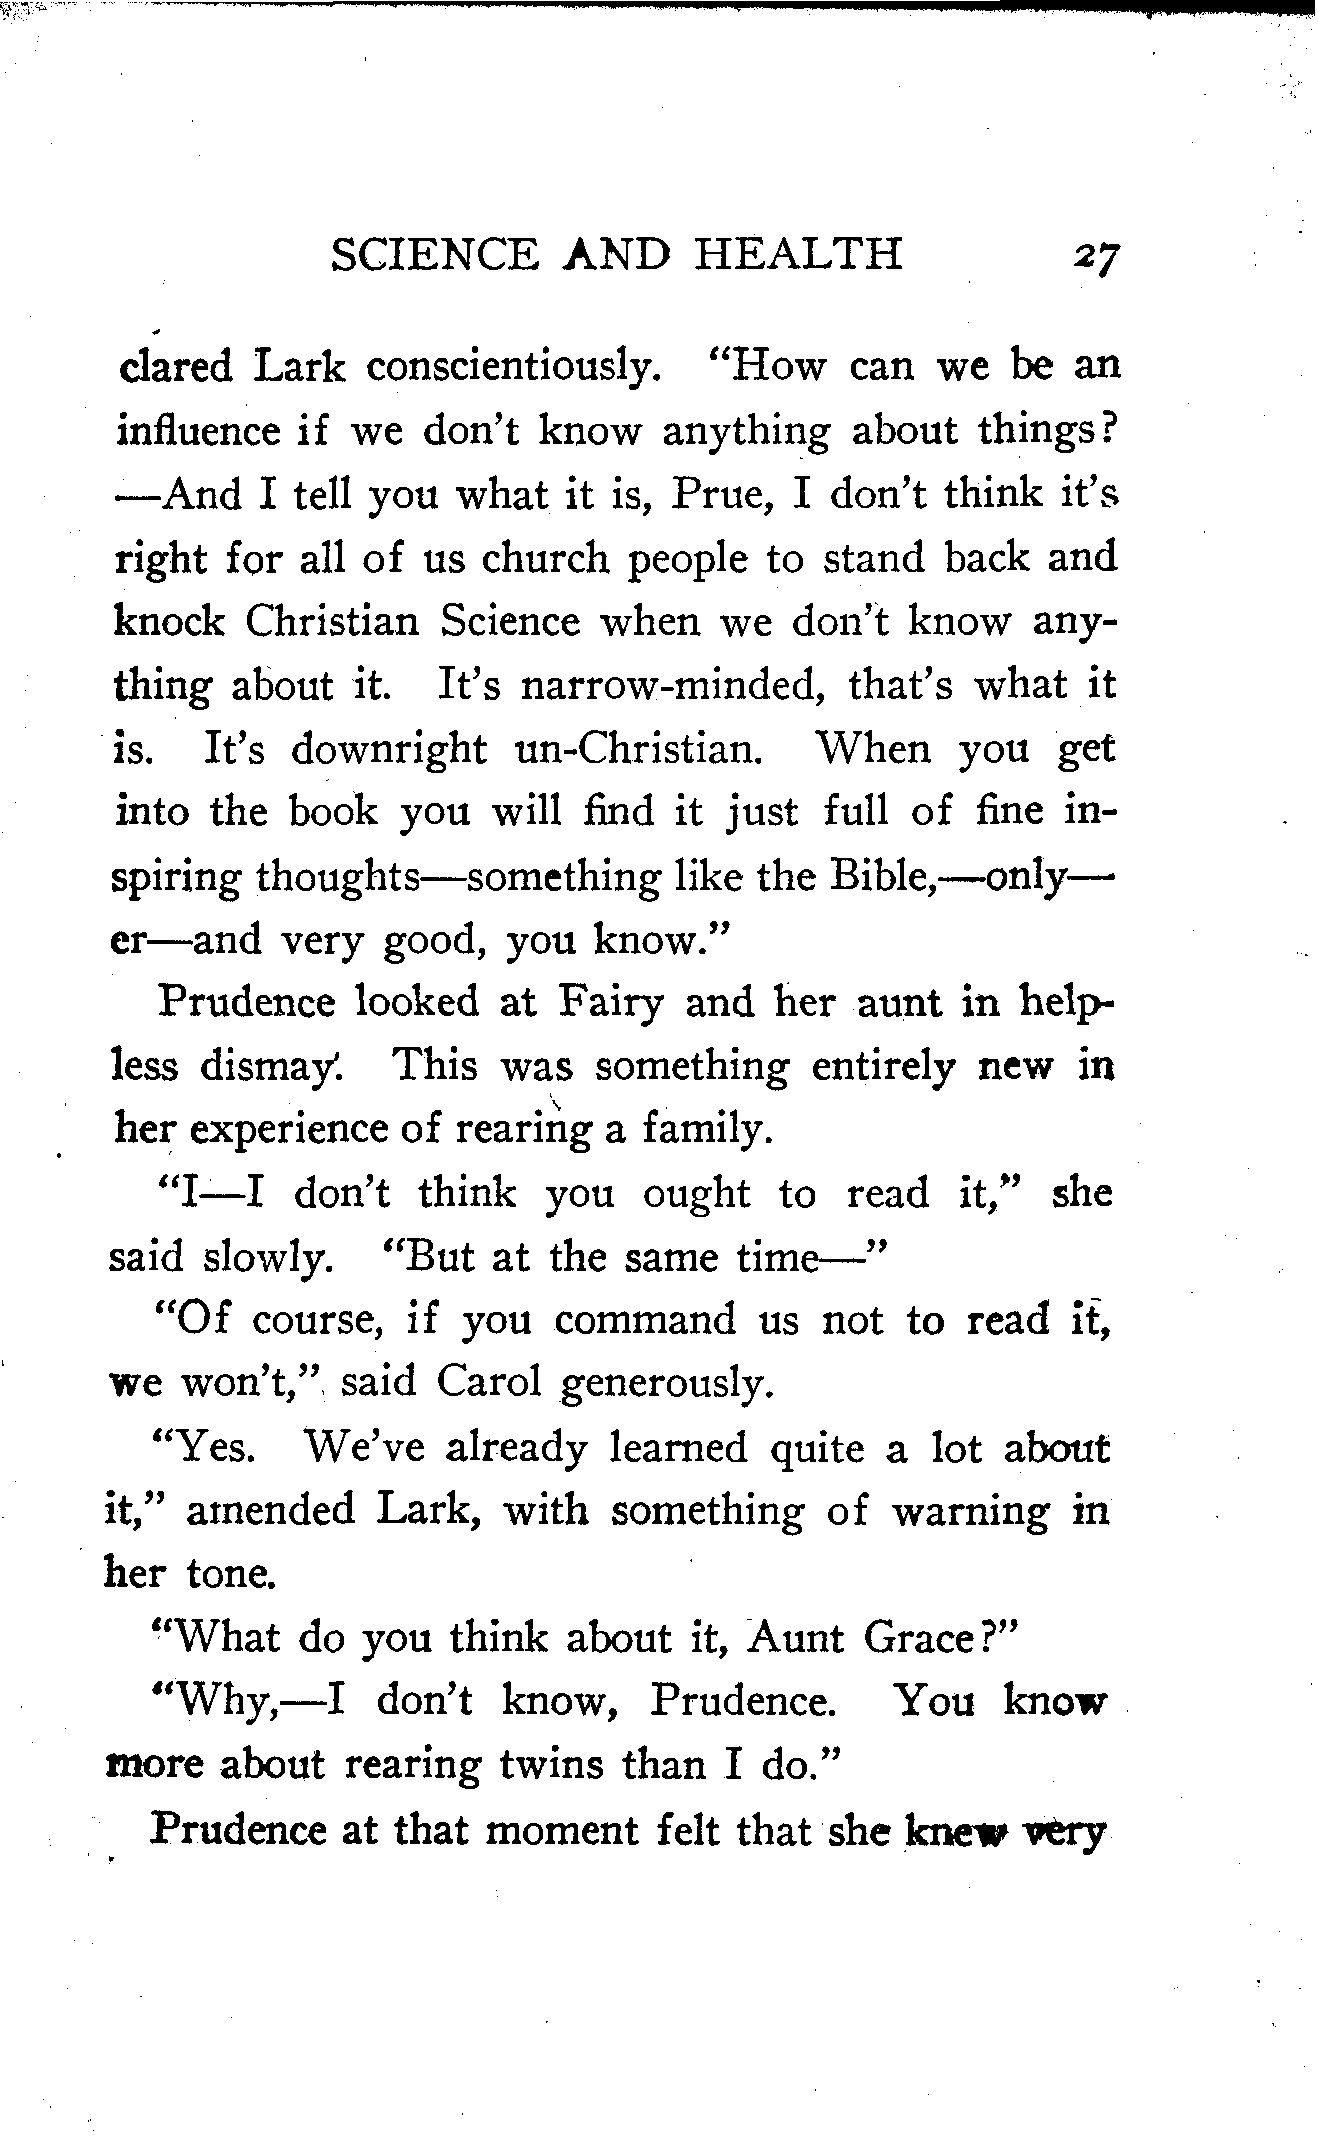 SCIENCE AND HEALTH 27
clared Lark conscientiously. "How can we be an
influence if we don't know anything about things?
—And I tell you what it is, Prue, I don't think it's
right for all of us church people to stand back and
knock Christian Science when we don't know any-
thing about it. It's narrow-minded, that's what it
is. It's downright un-Christian. When you get
into the book you will find it just full of fine in-
spiring thoughts—something like the Bible,—only—
er—and very good, you know."
Prudence looked at Fairy and her aunt in help-
less dismay. This was something entirely new in
her experience of rearing a family.
"I—I don't think you ought to read it," she
said slowly. "But at the same time—"
"Of course, if you command us not to read it,
we won't," said Carol generously.
"Yes. We've already learned quite a lot about
it," amended Lark, with something of warning in
her tone.
"What do you think about it, Aunt Grace?"
"Why,—I don't know, Prudence. You know
more about rearing twins than I do."
Prudence at that moment felt that she knew very